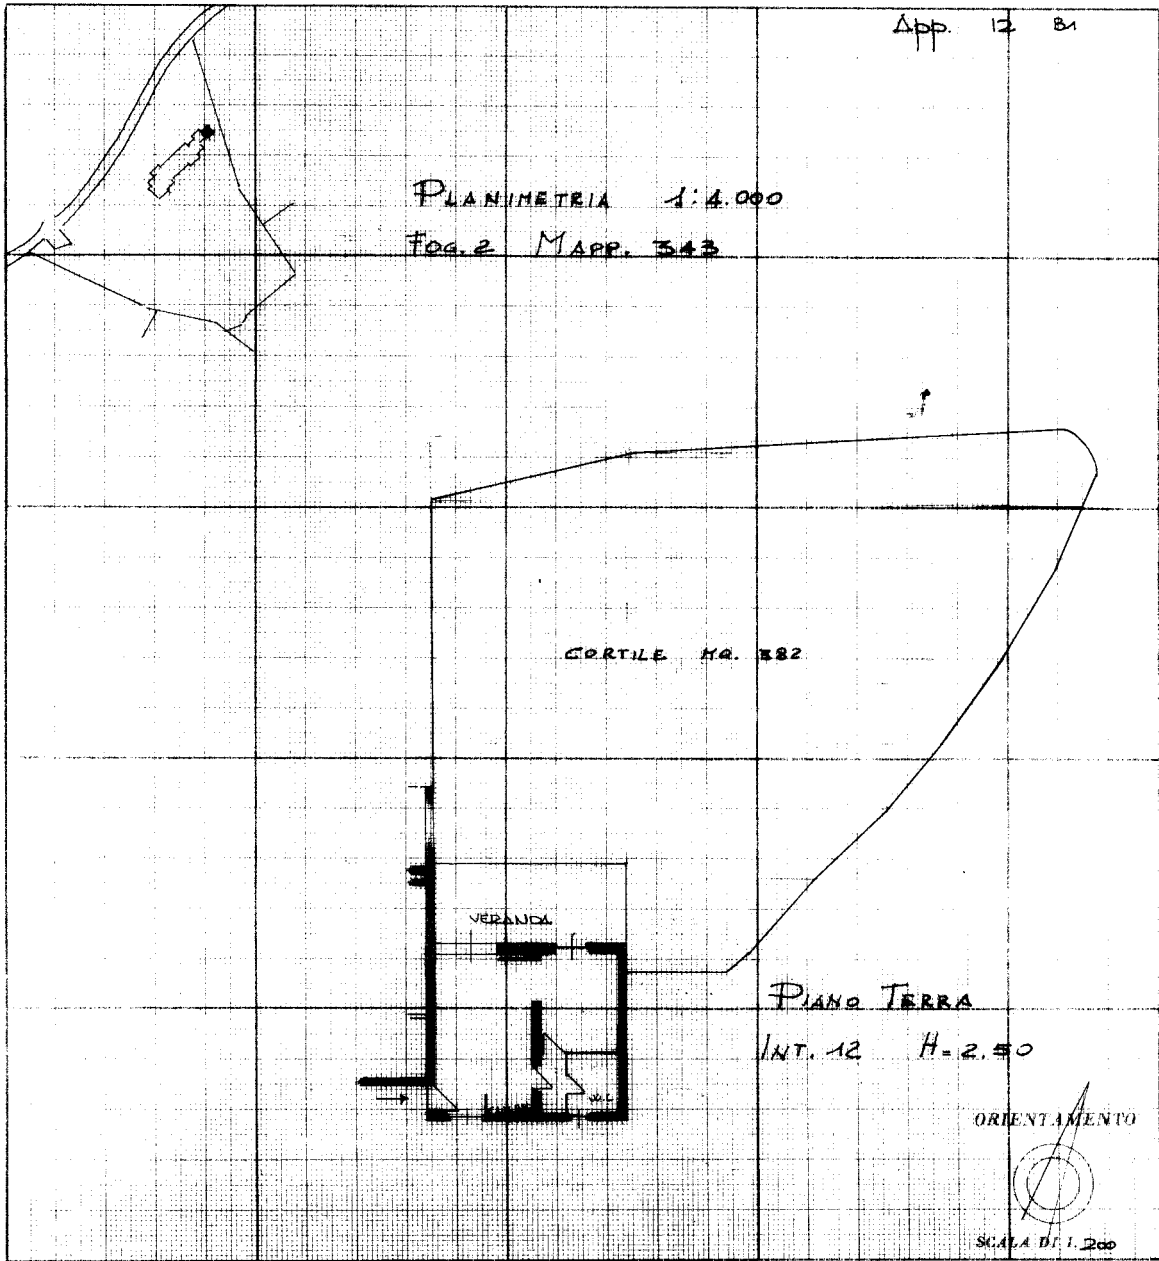 App. 12 B1
PLANIMETRIA 1:4.000
FOG. 2 MAPP. 343
CORTILE MQ. 382
VERANDA
PIANO TERRA
INT. 12 H=2.50
W.C
ORIENTAMENTO
SCALA DI 1.200